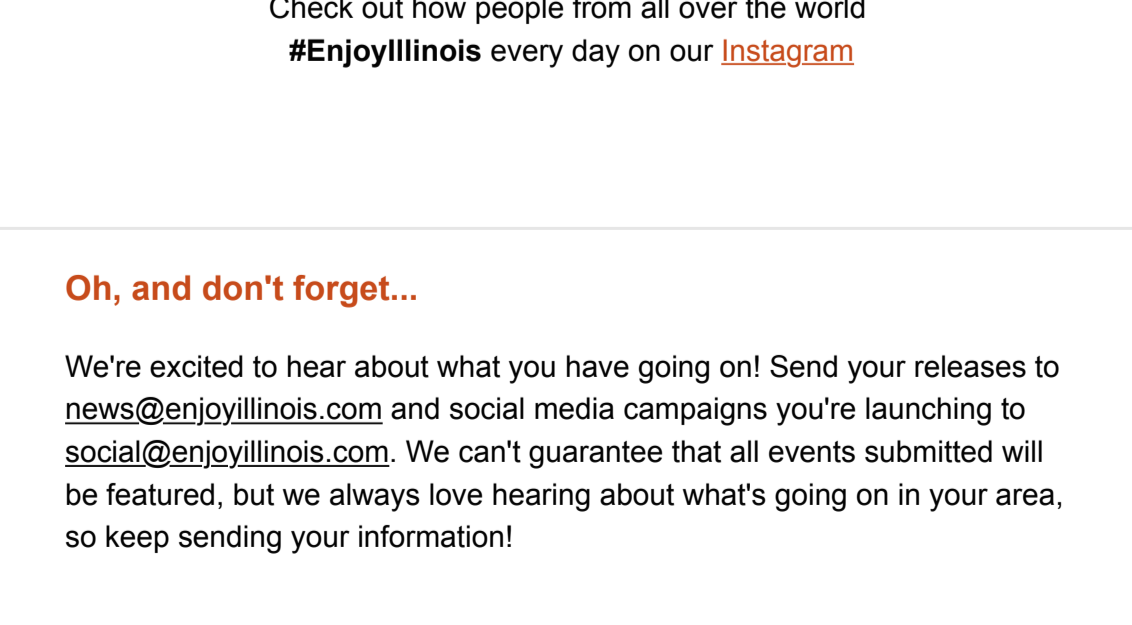 Check out how people from all over the world
#EnjoyIllinois every day on our Instagram
Oh, and don't forget...
We're excited to hear about what you have going on! Send your releases to
news@enjoyillinois.com and social media campaigns you're launching to
social@enjoyillinois.com. We can't guarantee that all events submitted will
be featured, but we always love hearing about what's going on in your area,
so keep sending your information!